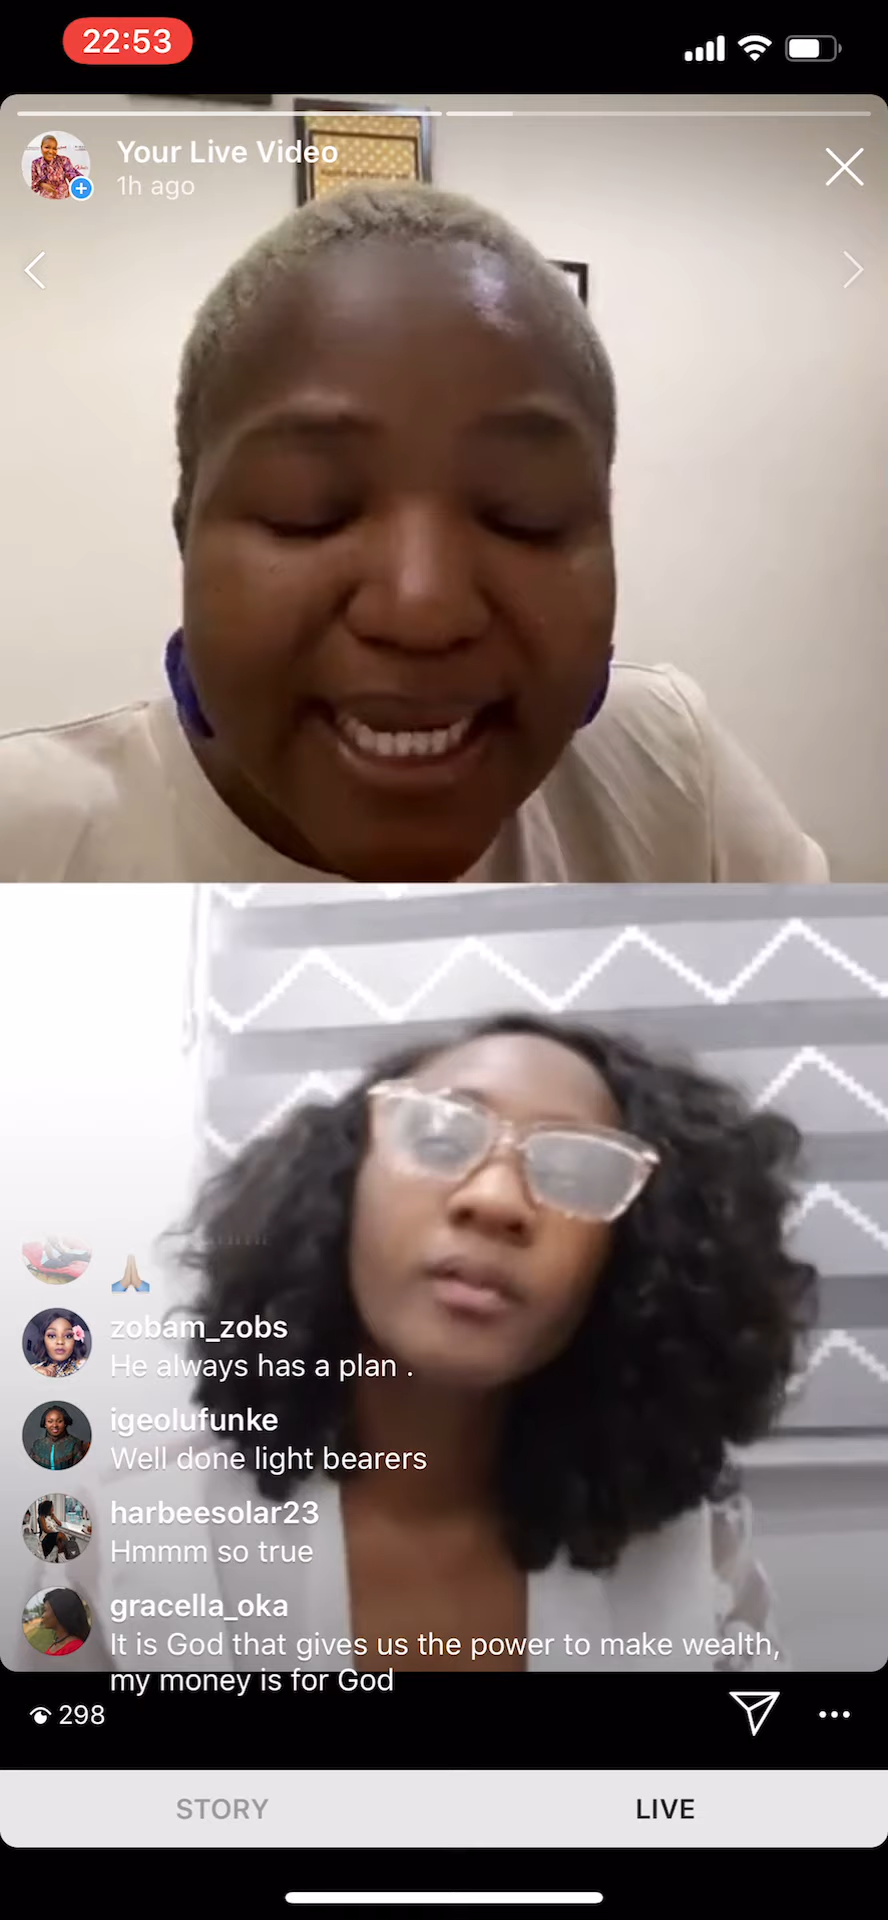 22:53
Your Live Video
1h ago
🙏🏼
zobam_zobs
He always has a plan .
igeolufunke
Well done light bearers
harbeesolar23
Hmmm so true
gracella_oka
It is God that gives us the power to make wealth,
my money is for God
298
STORY
LIVE